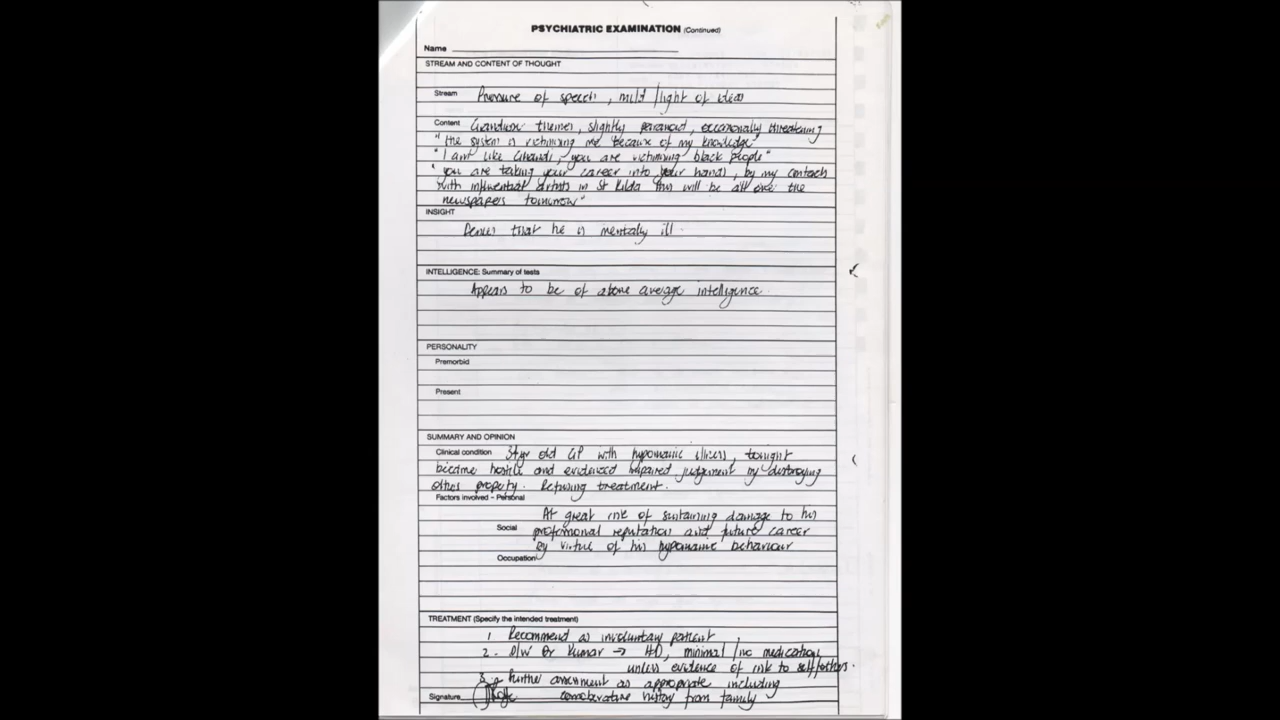 PSYCHIATRIC EXAMINATION (Continued)
Name
STREAM AND CONTENT OF THOUGHT
Stream Pressure of speech, mild flight of ideas
Content Grandiose themes, slightly paranoid, occasionally threatening
"the system is victimizing me because of my knowledge"
"I am like Ghandi, you are victimizing black people"
"you are taking your career into your hands, by my contacts
with influential artists in St Kilda this will be all over the
newspapers tomorrow"
INSIGHT
Denies that he is mentally ill.
INTELLIGENCE: Summary of tests
Appears to be of above average intelligence.
PERSONALITY
Premorbid
Present
SUMMARY AND OPINION
Clinical condition 34yr old GP with hypomanic illness, tonight
became hostile and evidenced impaired judgement by destroying
others property. Refusing treatment.
Factors involved – Personal
At great risk of sustaining damage to his
Social professional reputation and future career
by virtue of his hypomanic behaviour
Occupation
TREATMENT (Specify the intended treatment)
1. Recommend as involuntary patient
2. D/W Dr Kumar → HD, minimal/no medication,
unless evidence of risk to self/others.
3. Further assessment as appropriate including
Signature corroborative history from family